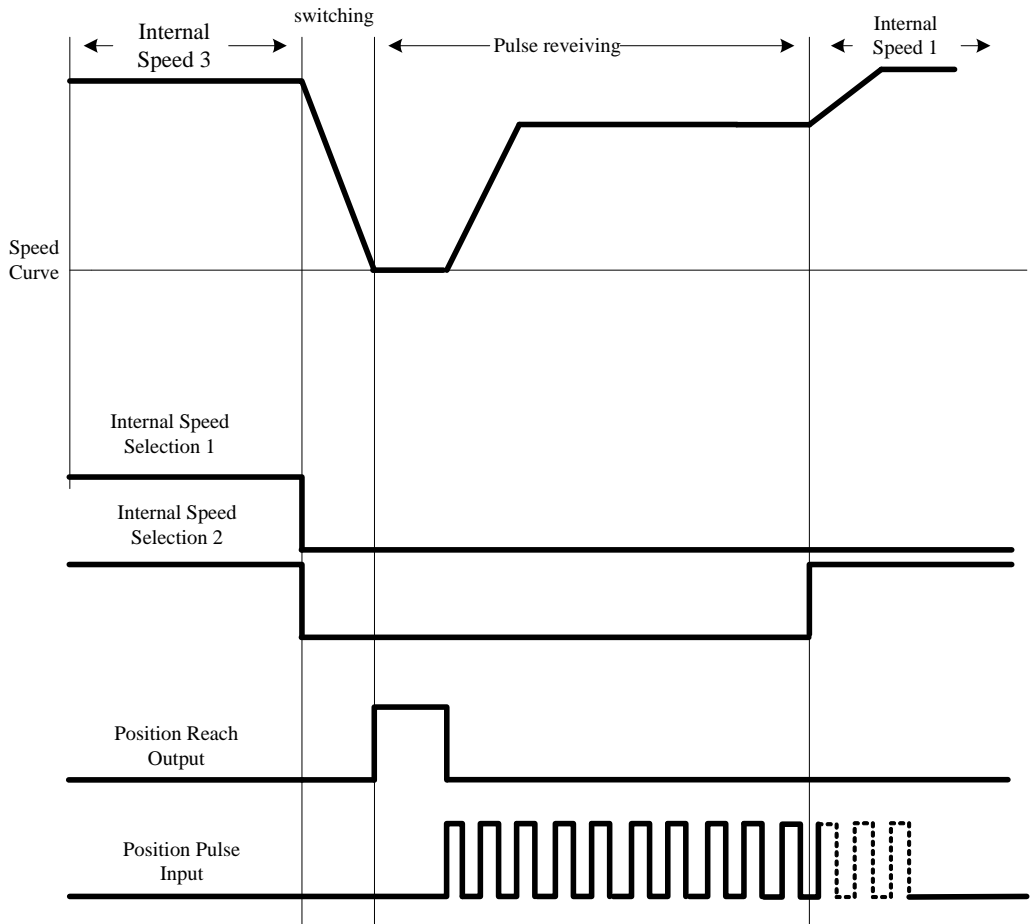 switching
Internal
Speed 3
Pulse reveiving
Internal
Speed 1
Speed
Curve
Internal Speed
Selection 1
Internal Speed
Selection 2
Position Reach
Output
Position Pulse
Input